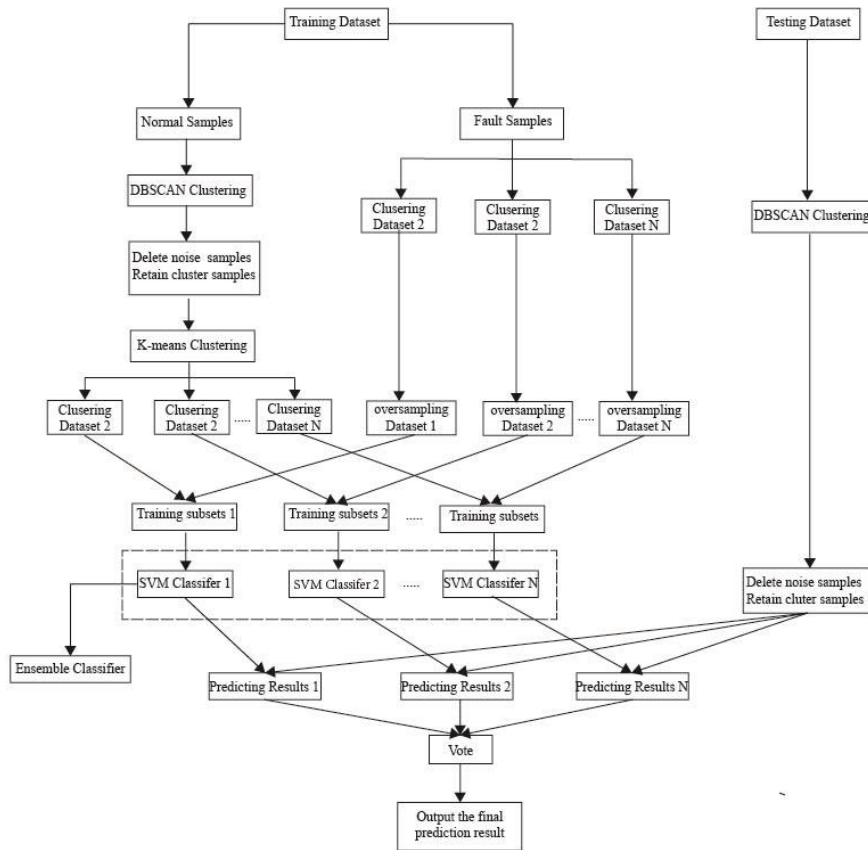 Training Dataset
Testing Dataset
Normal Samples
Fault Samples
DBSCAN Clustering
Clusering
Dataset 2
Clusering
Dataset 2
Clusering
Dataset N
DBSCAN Clustering
Delete noise samples
Retain cluster samples
K-means Clustering
Clusering
Dataset 2
Clusering
Dataset 2
.....
Clusering
Dataset N
oversampling
Dataset 1
oversampling
Dataset 2
.....
oversampling
Dataset N
Training subsets 1
Training subsets 2
.....
Training subsets
SVM Classifer 1
SVM Classifer 2
.....
SVM Classifer N
Delete noise samples
Retain cluter samples
Ensemble Classifier
Predicting Results 1
Predicting Results 2
Predicting Results N
Vote
Output the final
prediction result